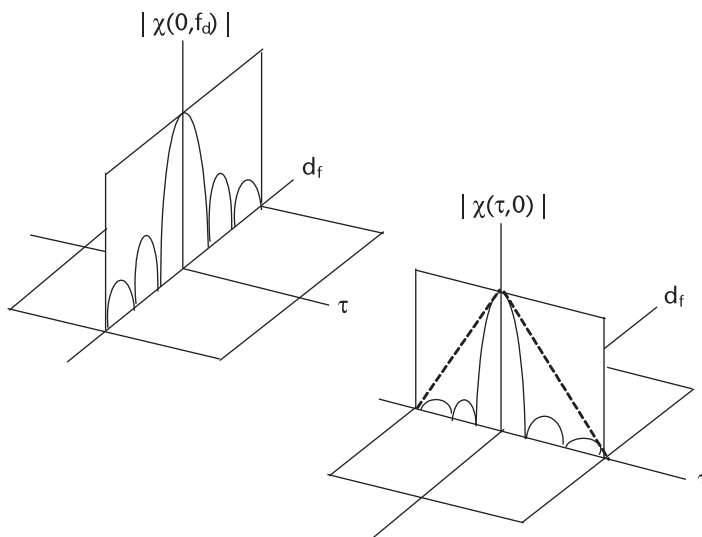 | χ(0,f_d) |
d_f
τ
| χ(τ,0) |
d_f